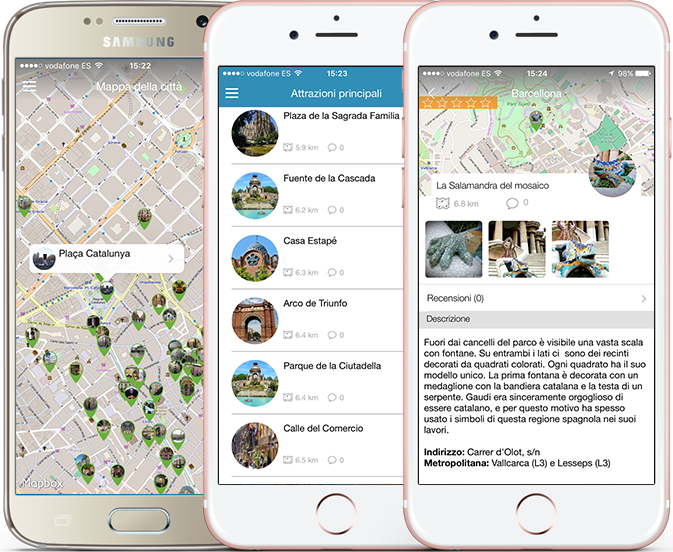 SAMSUNG
vodafone ES 15:22
Mappa della città
Plaça Catalunya
Mapbox
vodafone ES 15:23
Attrazioni principali
Plaza de la Sagrada Familia
5.9 km 0
Fuente de la Cascada
6.2 km 0
Casa Estapé
6.3 km 0
Arco de Triunfo
6.4 km 0
Parque de la Ciutadella
6.4 km 0
Calle del Comercio
6.5 km 0
vodafone ES 15:24 98%
Barcellona
La Salamandra del mosaico
6.8 km 0
Recensioni (0)
Descrizione
Fuori dai cancelli del parco è visibile una vasta scala
con fontane. Su entrambi i lati ci sono dei recinti
decorati da quadrati colorati. Ogni quadrato ha il suo
modello unico. La prima fontana è decorata con un
medaglione con la bandiera catalana e la testa di un
serpente. Gaudi era sinceramente orgoglioso di
essere catalano, e per questo motivo ha spesso
usato i simboli di questa regione spagnola nei suoi
lavori.
Indirizzo: Carrer d'Olot, s/n
Metropolitana: Vallcarca (L3) e Lesseps (L3)